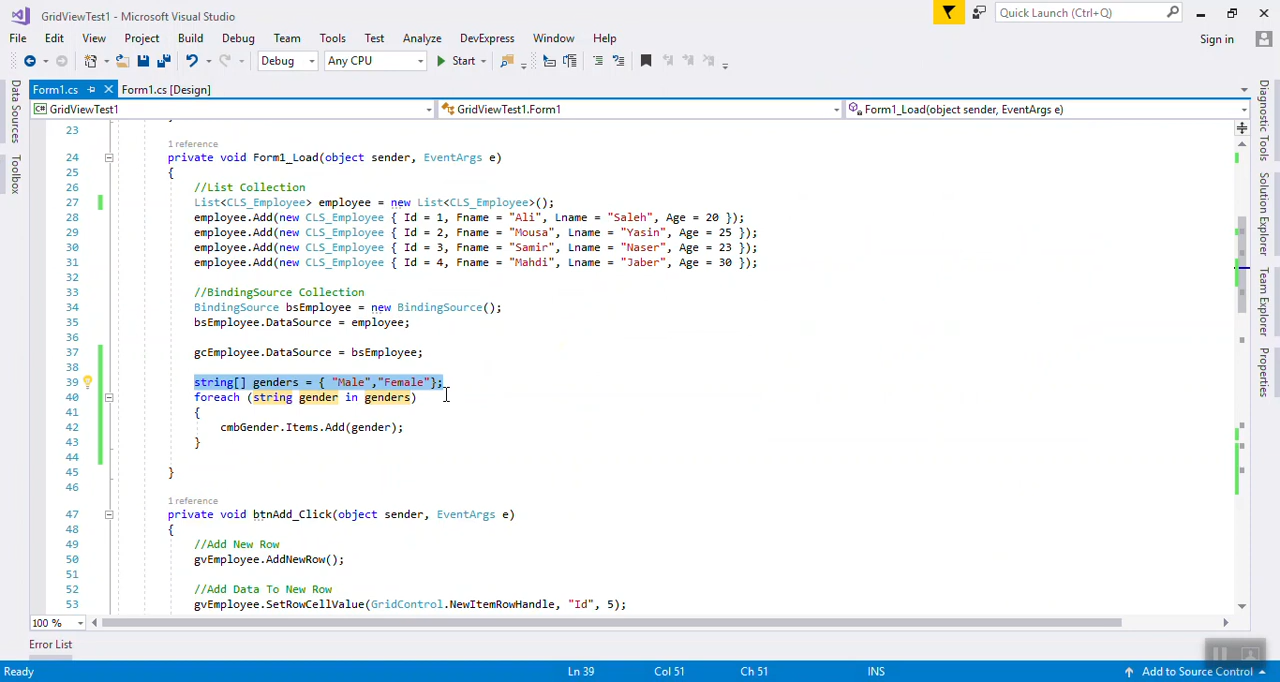 GridViewTest1 - Microsoft Visual Studio
Quick Launch (Ctrl+Q)
File Edit View Project Build Debug Team Tools Test Analyze DevExpress Window Help
Sign in
Debug Any CPU Start
Form1.cs Form1.cs [Design]
GridViewTest1 GridViewTest1.Form1 Form1_Load(object sender, EventArgs e)
Data Sources
Toolbox
Diagnostic Tools
Solution Explorer
Team Explorer
Properties
23
1 reference
24 private void Form1_Load(object sender, EventArgs e)
25 {
26 //List Collection
27 List<CLS_Employee> employee = new List<CLS_Employee>();
28 employee.Add(new CLS_Employee { Id = 1, Fname = "Ali", Lname = "Saleh", Age = 20 });
29 employee.Add(new CLS_Employee { Id = 2, Fname = "Mousa", Lname = "Yasin", Age = 25 });
30 employee.Add(new CLS_Employee { Id = 3, Fname = "Samir", Lname = "Naser", Age = 23 });
31 employee.Add(new CLS_Employee { Id = 4, Fname = "Mahdi", Lname = "Jaber", Age = 30 });
32
33 //BindingSource Collection
34 BindingSource bsEmployee = new BindingSource();
35 bsEmployee.DataSource = employee;
36
37 gcEmployee.DataSource = bsEmployee;
38
39 string[] genders = { "Male","Female"};
40 foreach (string gender in genders)
41 {
42 cmbGender.Items.Add(gender);
43 }
44
45 }
46
1 reference
47 private void btnAdd_Click(object sender, EventArgs e)
48 {
49 //Add New Row
50 gvEmployee.AddNewRow();
51
52 //Add Data To New Row
53 gvEmployee.SetRowCellValue(GridControl.NewItemRowHandle, "Id", 5);
100 %
Error List
Ready Ln 39 Col 51 Ch 51 INS Add to Source Control